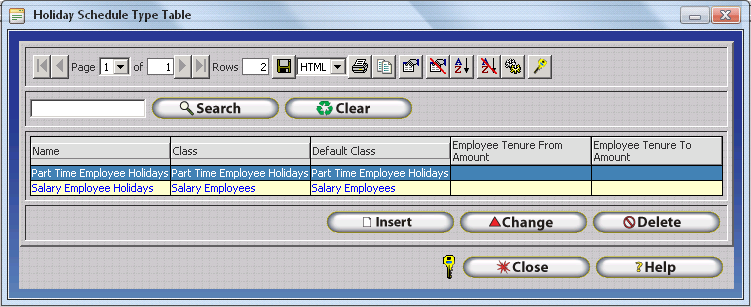 Holiday Schedule Type Table
Page 1 of 1 Rows 2 HTML
Search Clear
Name Class Default Class Employee Tenure From Amount Employee Tenure To Amount
Part Time Employee Holidays Part Time Employee Holidays Part Time Employee Holidays
Salary Employee Holidays Salary Employees Salary Employees
Insert Change Delete
Close Help